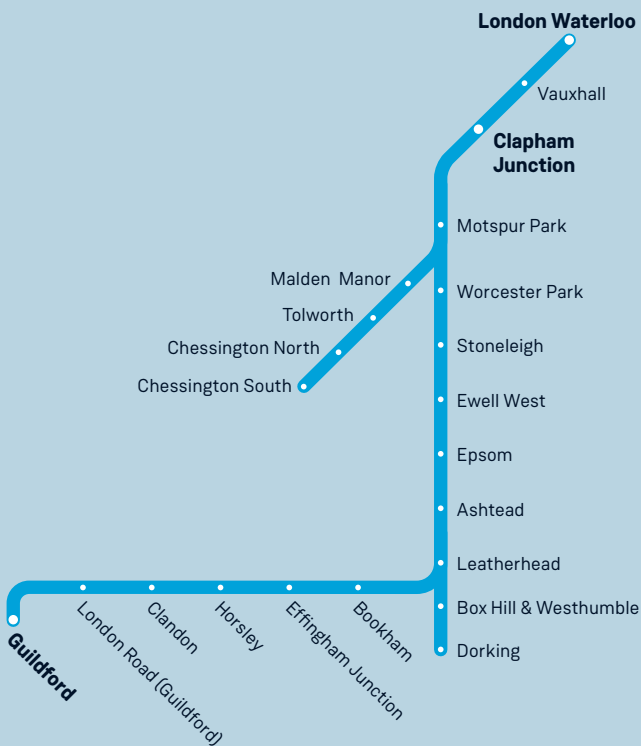 London Waterloo
Vauxhall
Clapham
Junction
Motspur Park
Malden Manor
Worcester Park
Tolworth
Stoneleigh
Chessington North
Chessington South
Ewell West
Epsom
Ashtead
Leatherhead
Box Hill & Westhumble
Dorking
Guildford
London Road (Guildford)
Clandon
Horsley
Effingham Junction
Bookham